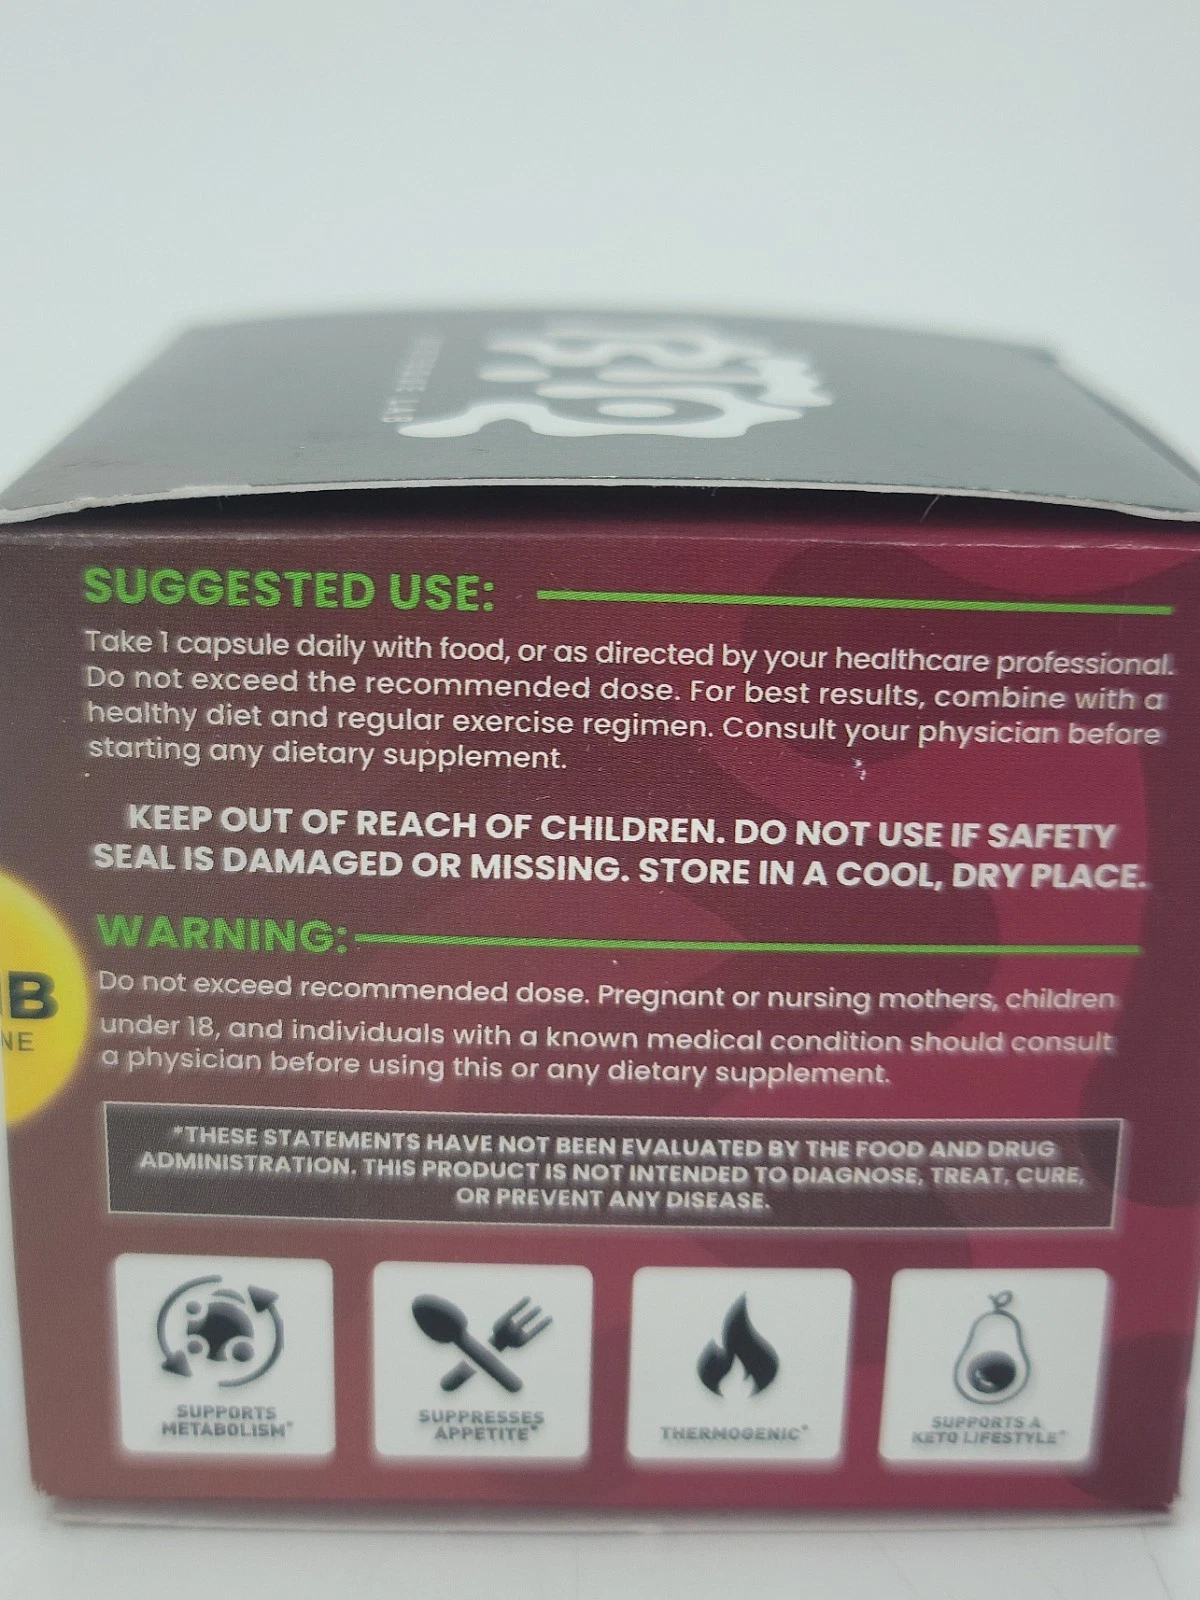 SUGGESTED USE:
Take 1 capsule daily with food, or as directed by your healthcare professional.
Do not exceed the recommended dose. For best results, combine with a
healthy diet and regular exercise regimen. Consult your physician before
starting any dietary supplement.
KEEP OUT OF REACH OF CHILDREN. DO NOT USE IF SAFETY
SEAL IS DAMAGED OR MISSING. STORE IN A COOL, DRY PLACE.
WARNING:
Do not exceed recommended dose. Pregnant or nursing mothers, children
under 18, and individuals with a known medical condition should consult
a physician before using this or any dietary supplement.
*THESE STATEMENTS HAVE NOT BEEN EVALUATED BY THE FOOD AND DRUG
ADMINISTRATION. THIS PRODUCT IS NOT INTENDED TO DIAGNOSE, TREAT, CURE,
OR PREVENT ANY DISEASE.
SUPPORTS
METABOLISM*
SUPPRESSES
APPETITE*
THERMOGENIC*
SUPPORTS A
KETO LIFESTYLE*